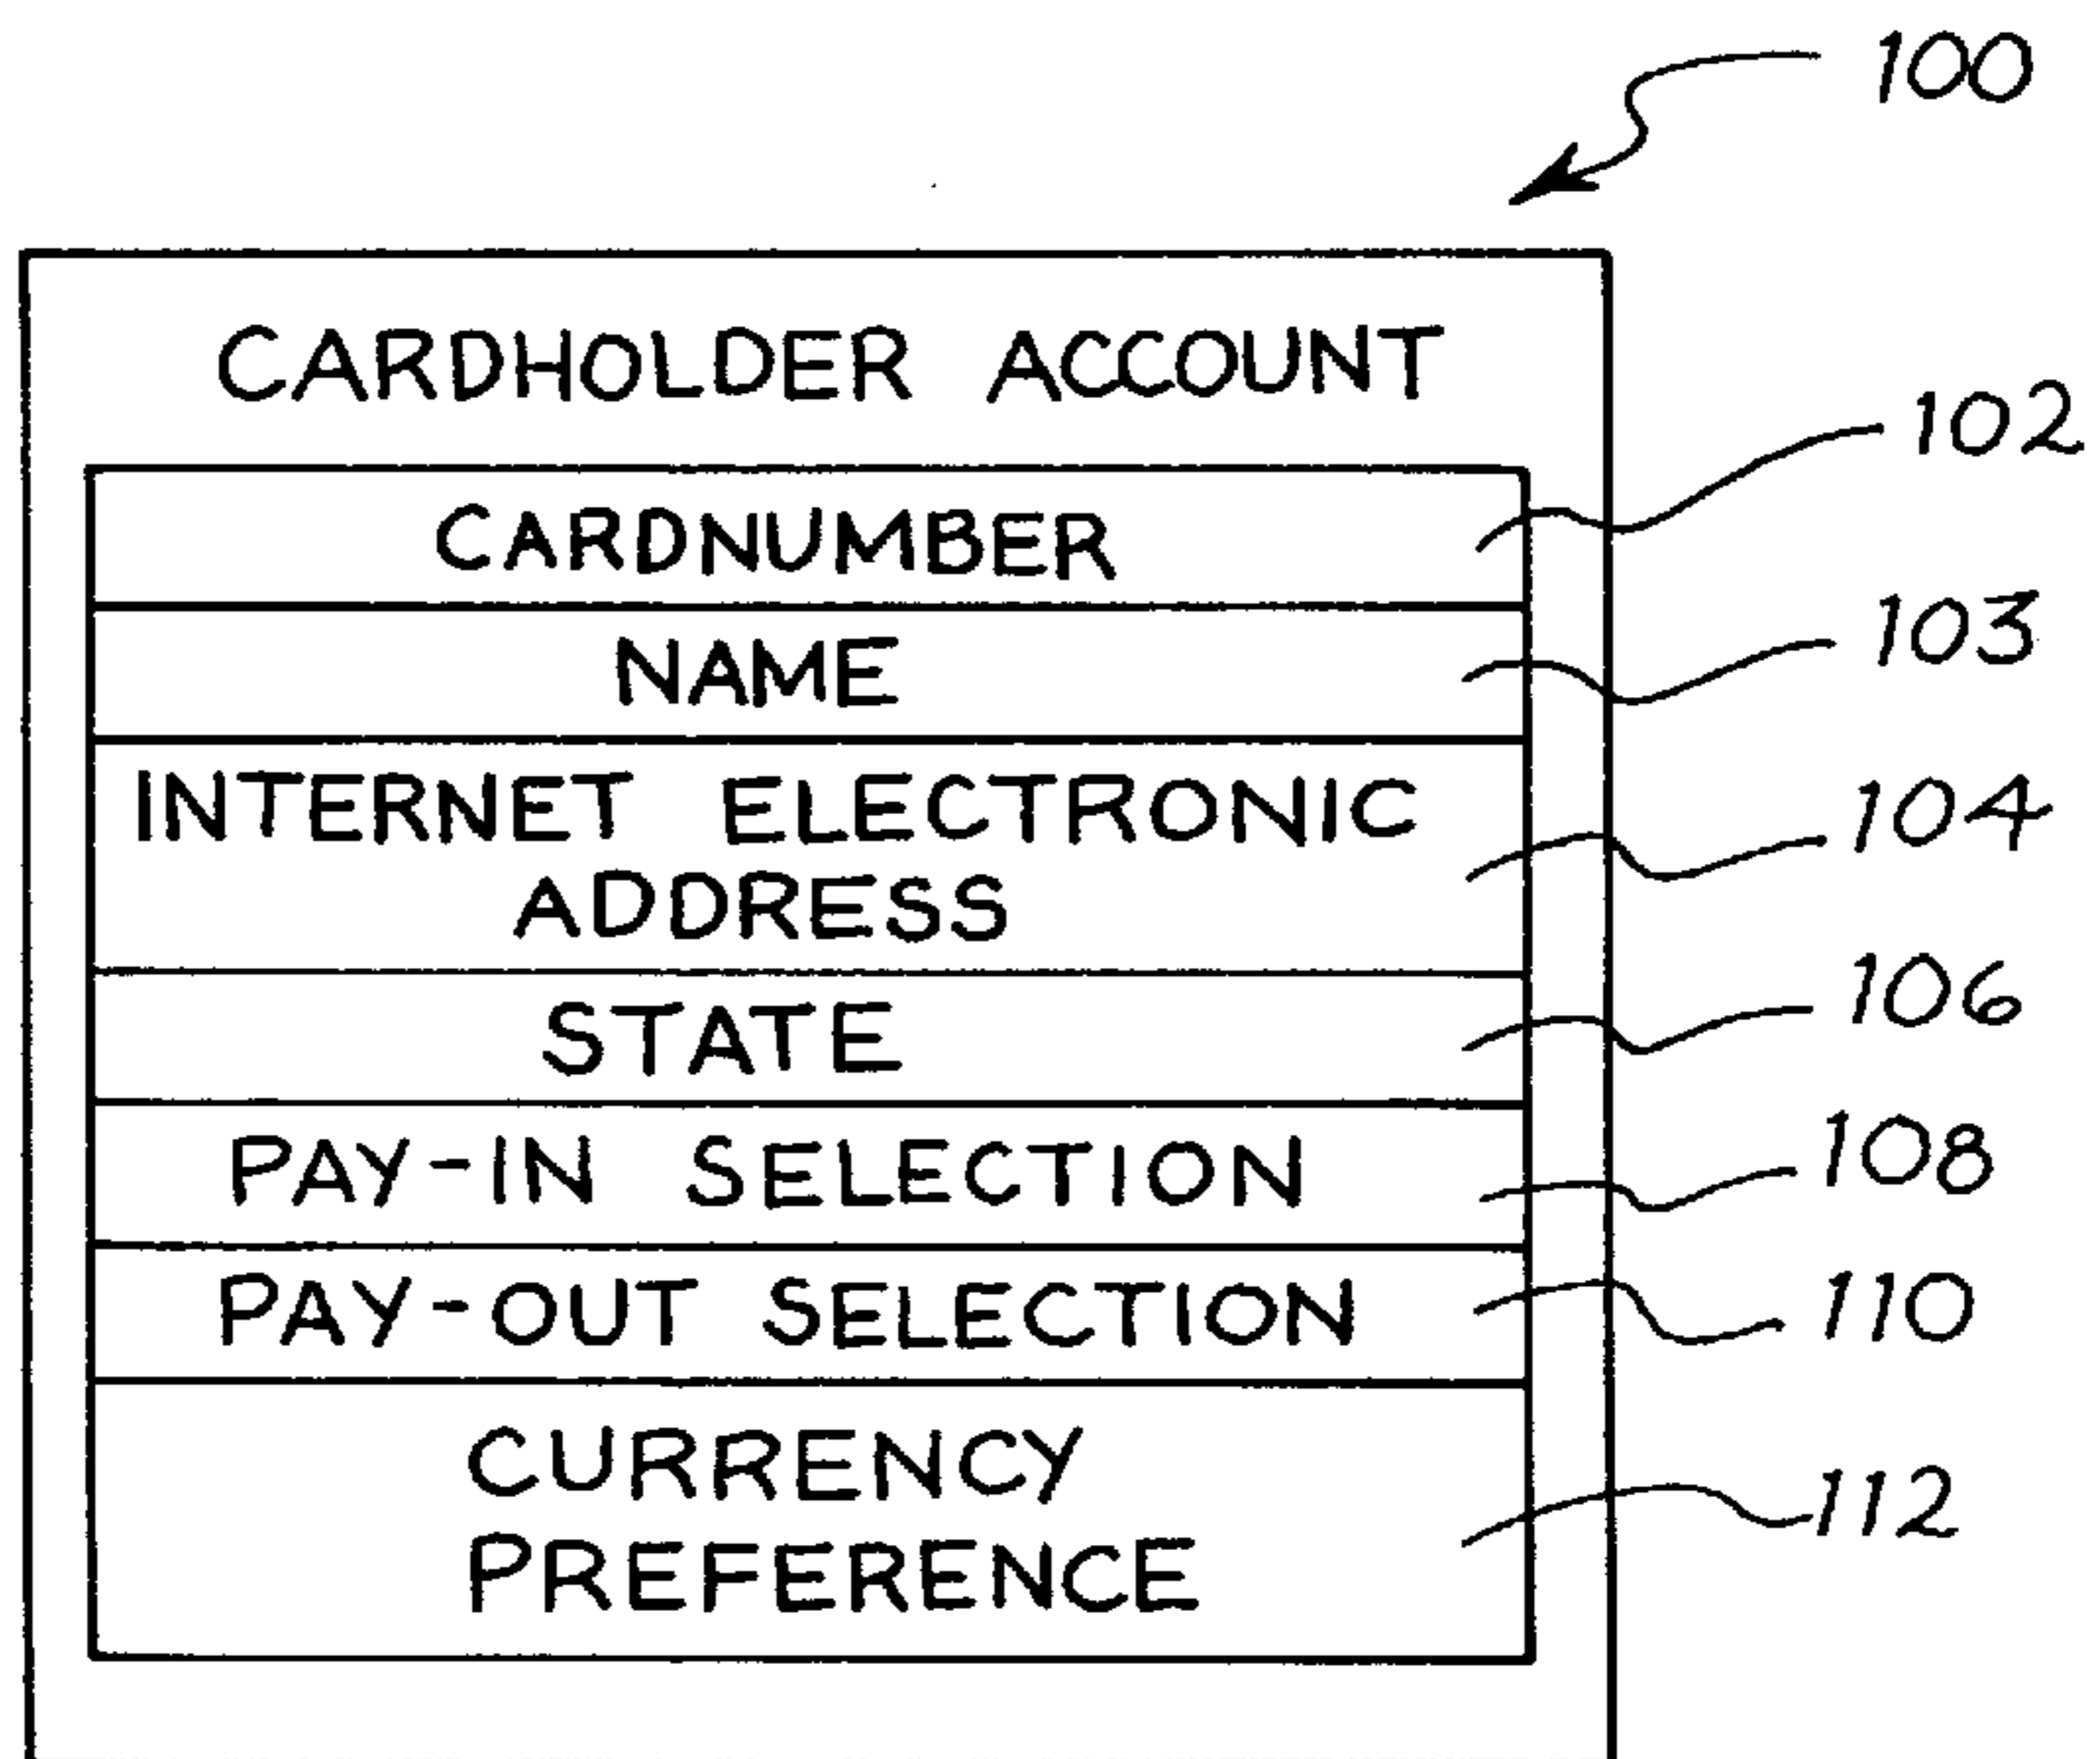 100
CARDHOLDER ACCOUNT
102
CARDNUMBER
103
NAME
104
INTERNET ELECTRONIC
ADDRESS
106
STATE
108
PAY-IN SELECTION
110
PAY-OUT SELECTION
112
CURRENCY
PREFERENCE